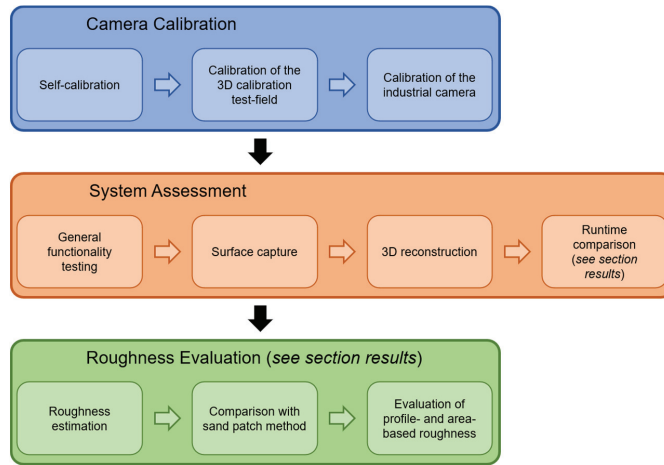 Camera Calibration
Self-calibration
Calibration of the
3D calibration
test-field
Calibration of the
industrial camera
System Assessment
General
functionality
testing
Surface capture
3D reconstruction
Runtime
comparison
(see section
results)
Roughness Evaluation (see section results)
Roughness
estimation
Comparison with
sand patch method
Evaluation of
profile- and area-
based roughness